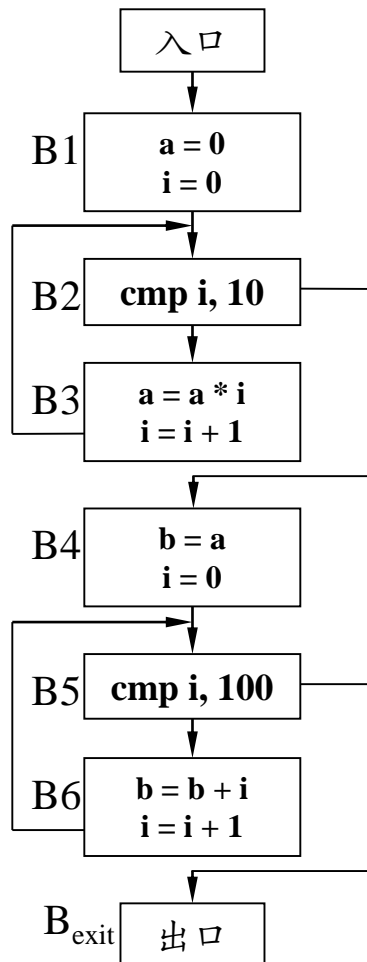 入口
B1
a = 0
i = 0
B2
cmp i, 10
B3
a = a * i
i = i + 1
B4
b = a
i = 0
B5
cmp i, 100
B6
b = b + i
i = i + 1
Bexit
出口